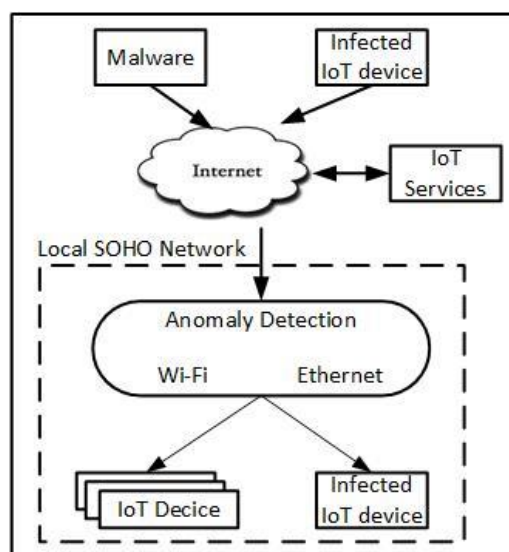 Malware
Infected
IoT device
Internet
IoT
Services
Local SOHO Network
Anomaly Detection
Wi-Fi Ethernet
IoT Decice
Infected
IoT device